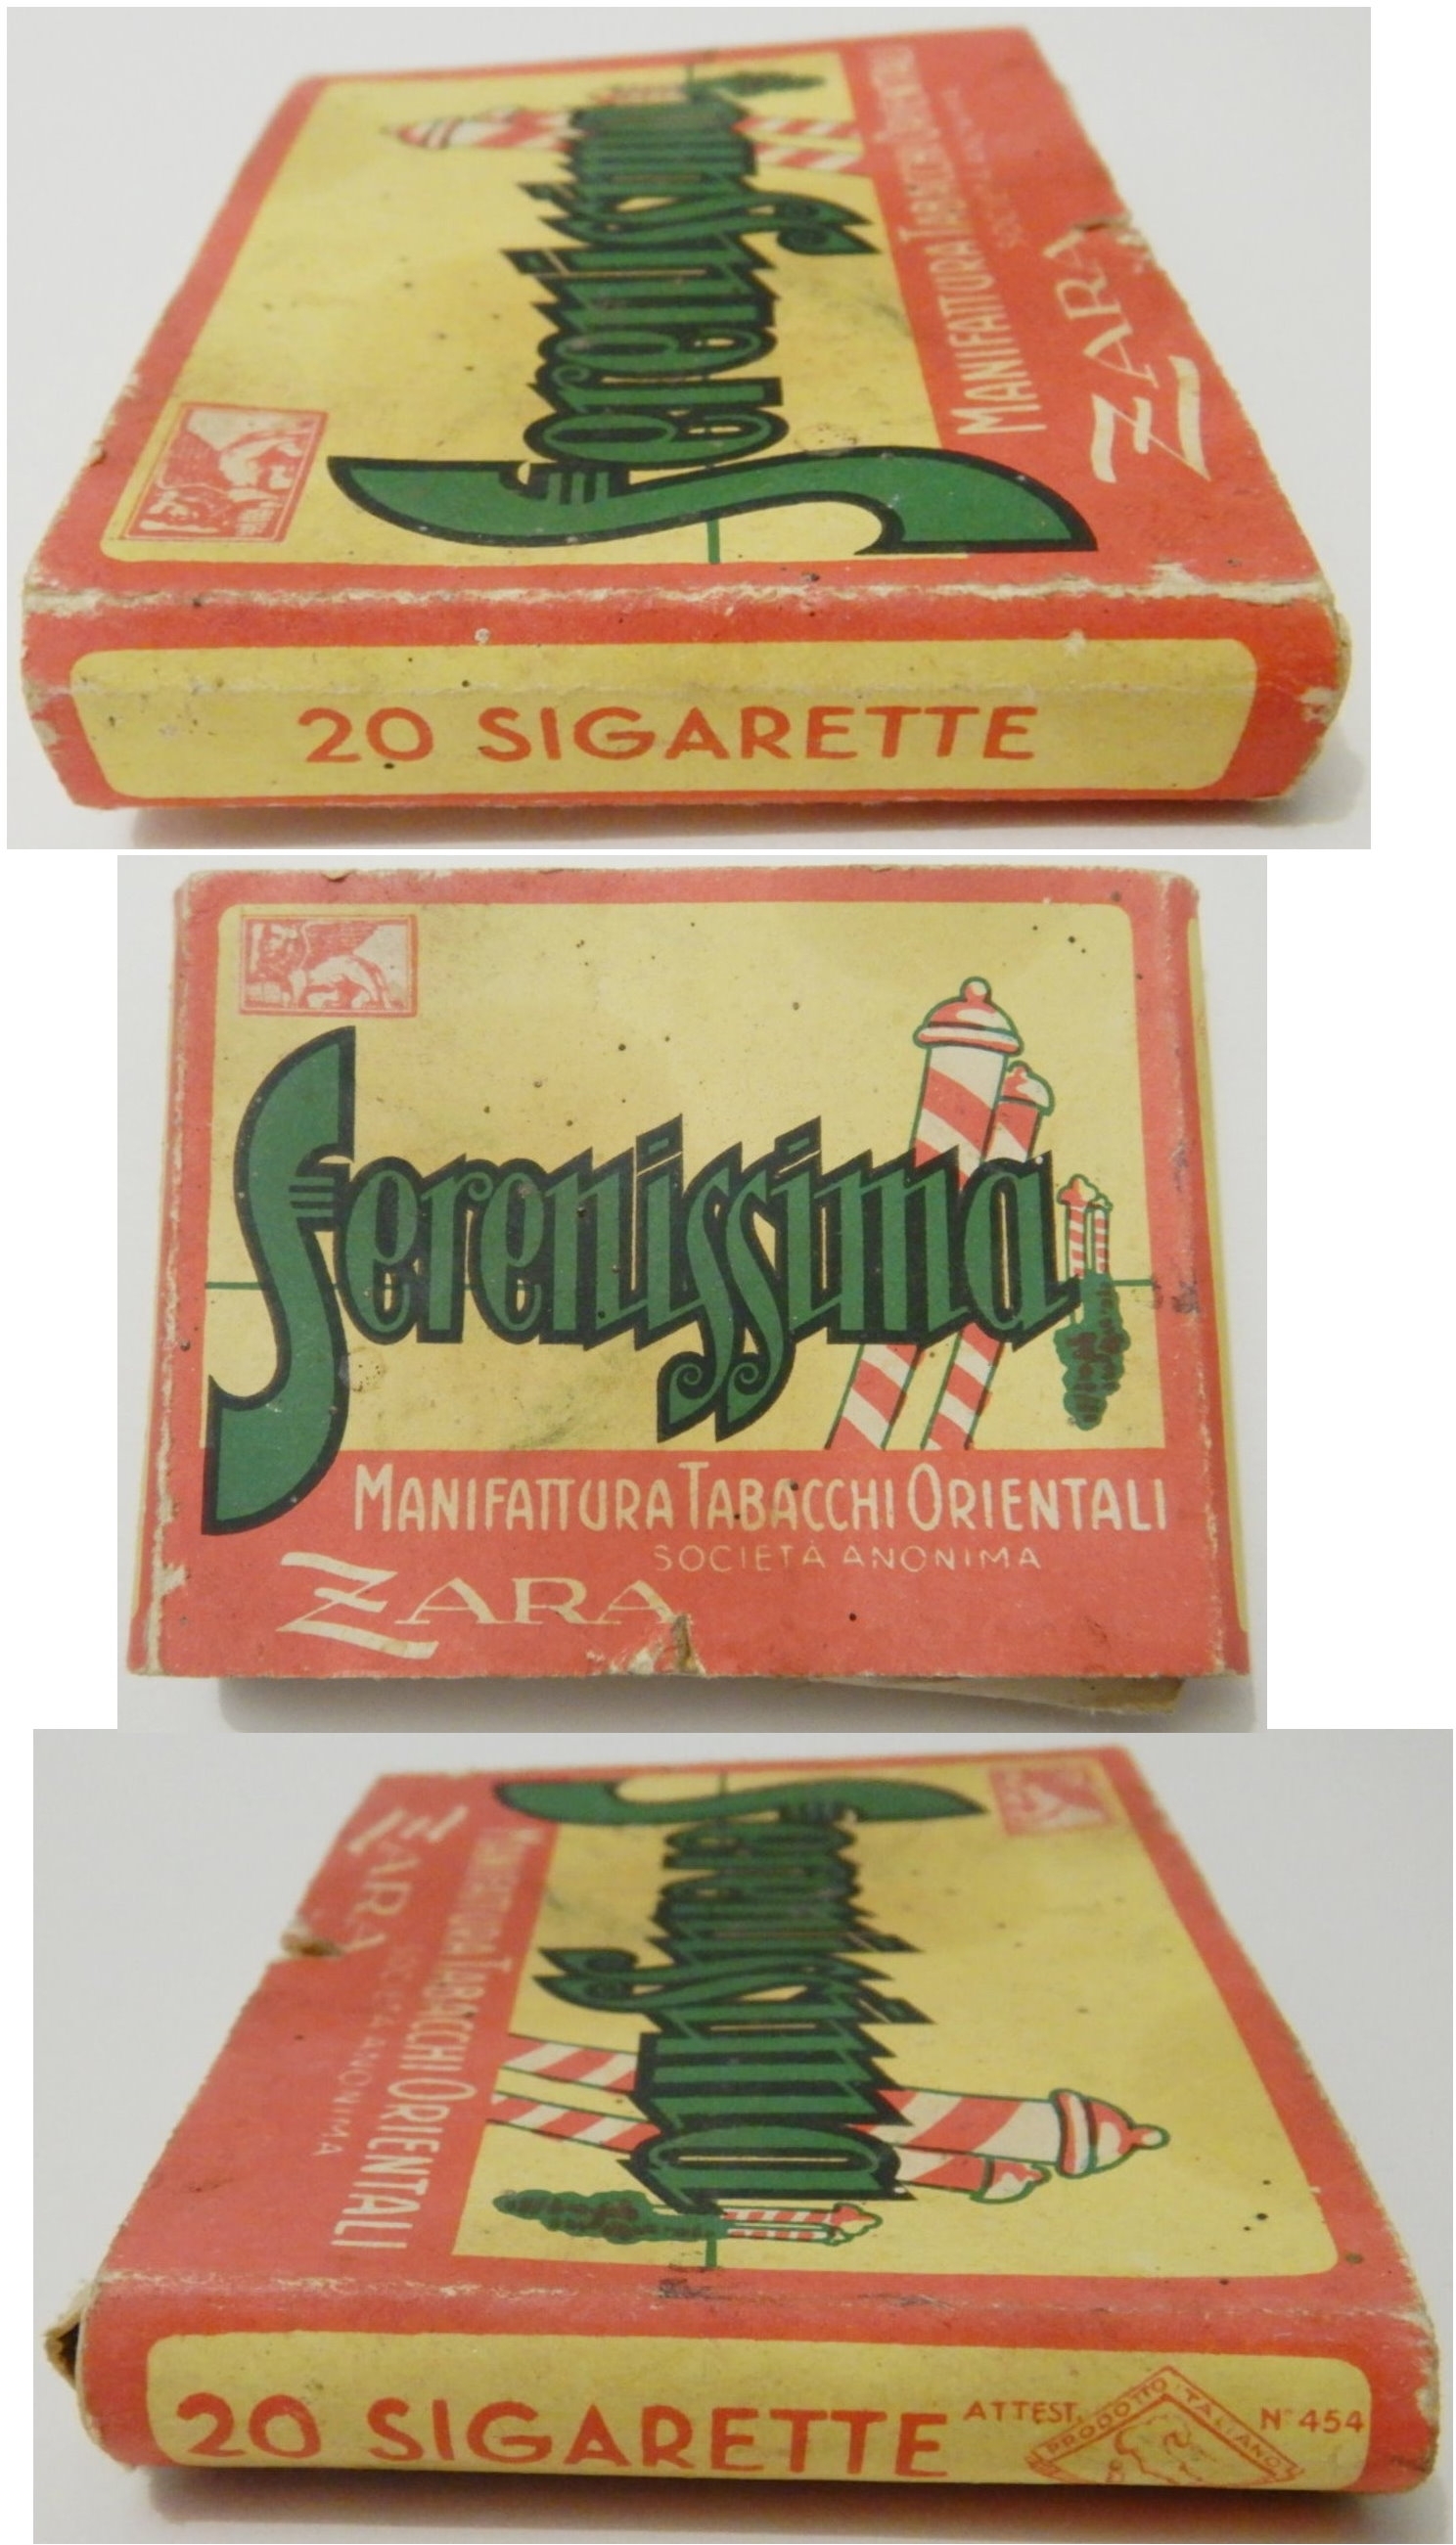 Serenissima
MANIFATTURA TABACCHI ORIENTALI
SOCIETÀ ANONIMA
ZARA
20 SIGARETTE
Serenissima
MANIFATTURA TABACCHI ORIENTALI
SOCIETÀ ANONIMA
ZARA
Serenissima
MANIFATTURA TABACCHI ORIENTALI
SOCIETÀ ANONIMA
ZARA
20 SIGARETTE ATTEST. PRODOTTO ITALIANO N° 454